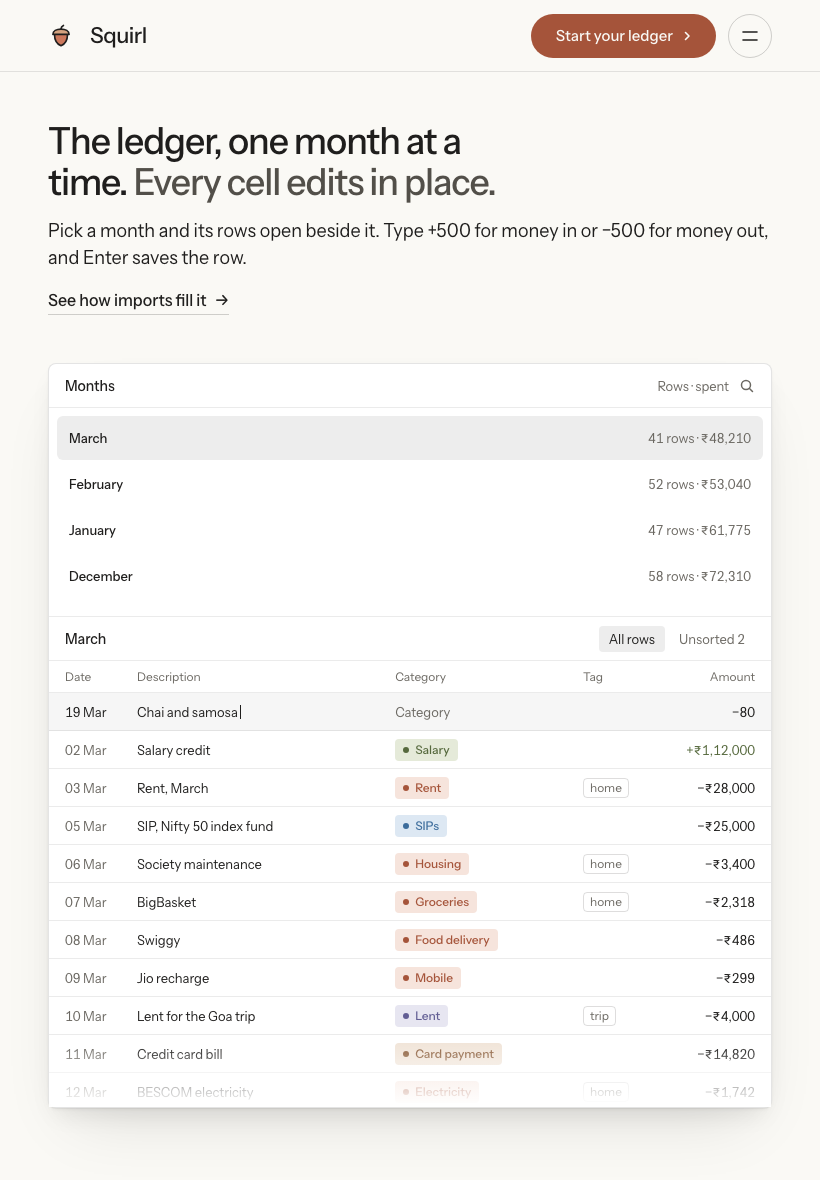 Squirl
Start your ledger
The ledger, one month at a
time. Every cell edits in place.
Pick a month and its rows open beside it. Type +500 for money in or −500 for money out,
and Enter saves the row.
See how imports fill it →
Months Rows · spent
March 41 rows · ₹48,210
February 52 rows · ₹53,040
January 47 rows · ₹61,775
December 58 rows · ₹72,310
March All rows Unsorted 2
Date Description Category Tag Amount
19 Mar Chai and samosa Category −80
02 Mar Salary credit Salary +₹1,12,000
03 Mar Rent, March Rent home −₹28,000
05 Mar SIP, Nifty 50 index fund SIPs −₹25,000
06 Mar Society maintenance Housing home −₹3,400
07 Mar BigBasket Groceries home −₹2,318
08 Mar Swiggy Food delivery −₹486
09 Mar Jio recharge Mobile −₹299
10 Mar Lent for the Goa trip Lent trip −₹4,000
11 Mar Credit card bill Card payment −₹14,820
12 Mar BESCOM electricity Electricity home −₹1,742